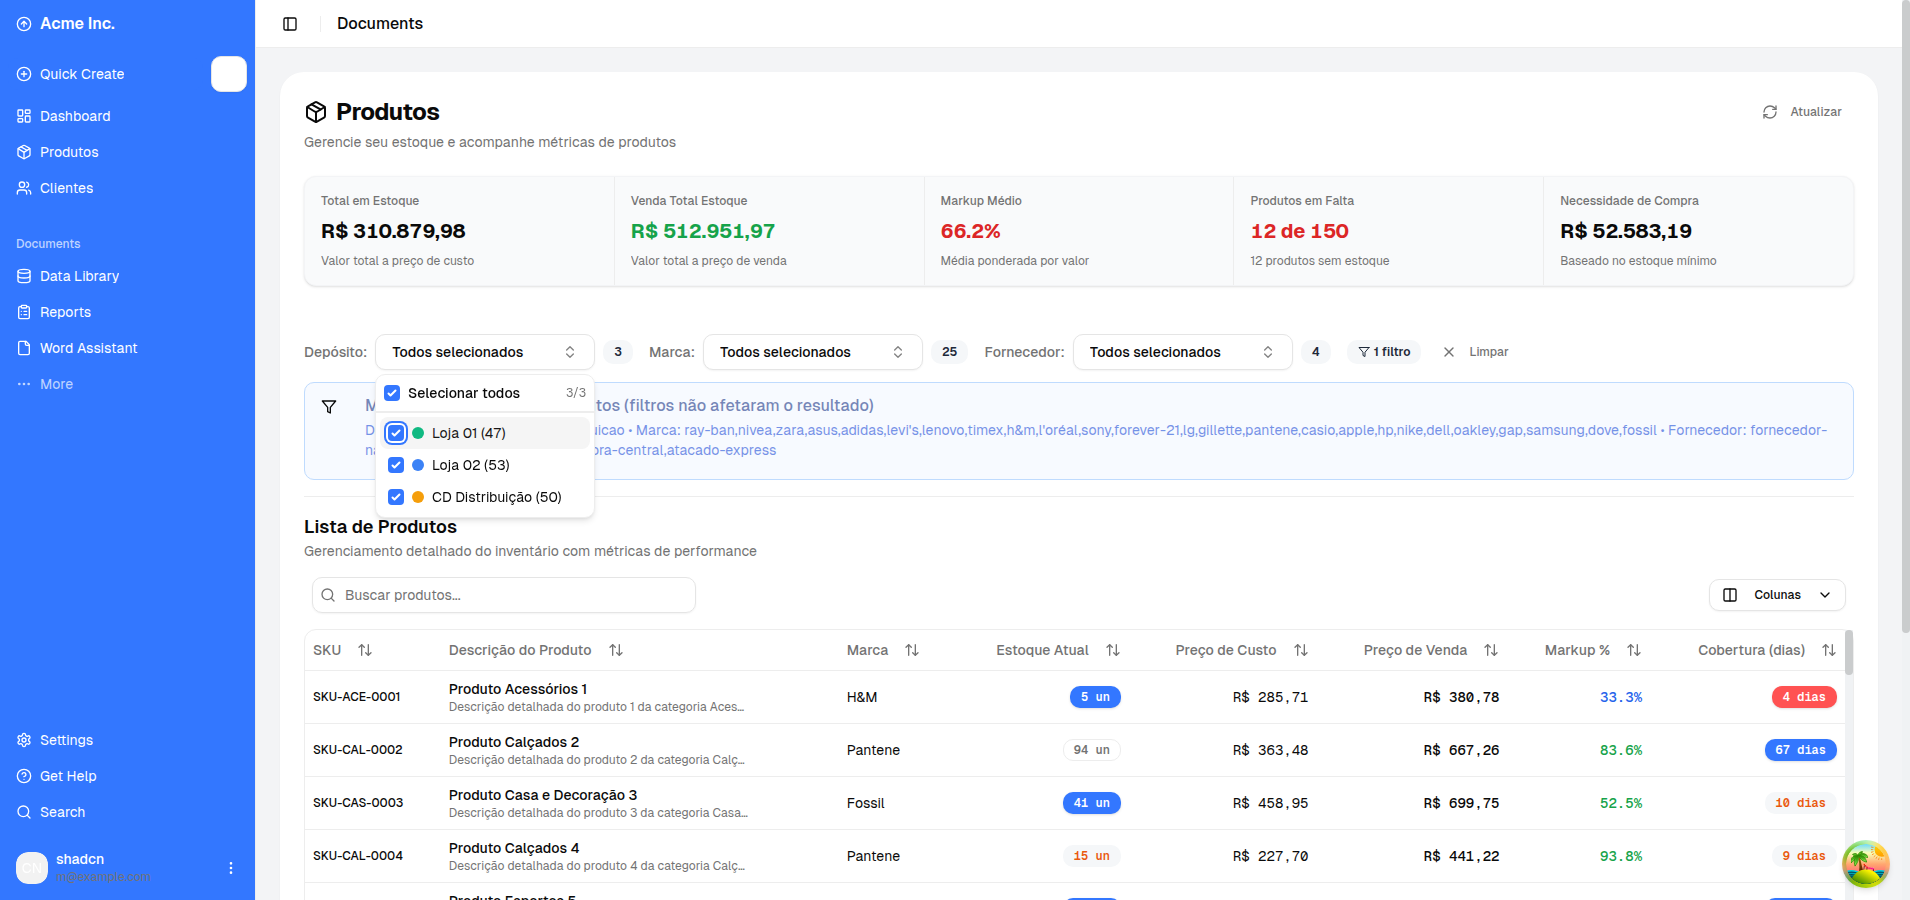 Acme Inc.
Documents
Quick Create
Dashboard
Produtos
Clientes
Documents
Data Library
Reports
Word Assistant
More
Settings
Get Help
Search
CN
shadcn
m@example.com
Produtos
Atualizar
Gerencie seu estoque e acompanhe métricas de produtos
Total em Estoque
R$ 310.879,98
Valor total a preço de custo
Venda Total Estoque
R$ 512.951,97
Valor total a preço de venda
Markup Médio
66.2%
Média ponderada por valor
Produtos em Falta
12 de 150
12 produtos sem estoque
Necessidade de Compra
R$ 52.583,19
Baseado no estoque mínimo
Depósito: Todos selecionados 3 Marca: Todos selecionados 25 Fornecedor: Todos selecionados 4 1 filtro Limpar
Selecionar todos 3/3
Loja 01 (47)
Loja 02 (53)
CD Distribuição (50)
tos (filtros não afetaram o resultado)
uicao • Marca: ray-ban,nivea,zara,asus,adidas,levi's,lenovo,timex,h&m,l'oréal,sony,forever-21,lg,gillette,pantene,casio,apple,hp,nike,dell,oakley,gap,samsung,dove,fossil • Fornecedor: fornecedor-
ora-central,atacado-express
Lista de Produtos
Gerenciamento detalhado do inventário com métricas de performance
Buscar produtos...
Colunas
SKU Descrição do Produto Marca Estoque Atual Preço de Custo Preço de Venda Markup % Cobertura (dias)
SKU-ACE-0001 Produto Acessórios 1 H&M 5 un R$ 285,71 R$ 380,78 33.3% 4 dias
Descrição detalhada do produto 1 da categoria Aces...
SKU-CAL-0002 Produto Calçados 2 Pantene 94 un R$ 363,48 R$ 667,26 83.6% 67 dias
Descrição detalhada do produto 2 da categoria Calç...
SKU-CAS-0003 Produto Casa e Decoração 3 Fossil 41 un R$ 458,95 R$ 699,75 52.5% 10 dias
Descrição detalhada do produto 3 da categoria Casa...
SKU-CAL-0004 Produto Calçados 4 Pantene 15 un R$ 227,70 R$ 441,22 93.8% 9 dias
Descrição detalhada do produto 4 da categoria Calç...
Produto Esportes 5